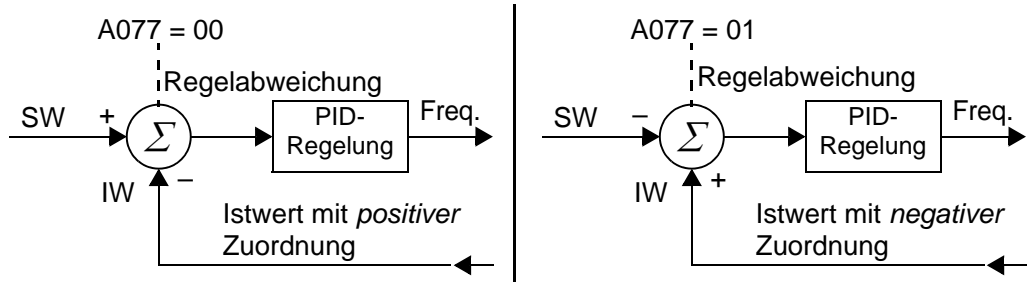 A077 = 00
Regelabweichung
SW
+
Σ
PID-
Regelung
Freq.
IW
–
Istwert mit positiver
Zuordnung
A077 = 01
Regelabweichung
SW
–
Σ
PID-
Regelung
Freq.
IW
+
Istwert mit negativer
Zuordnung